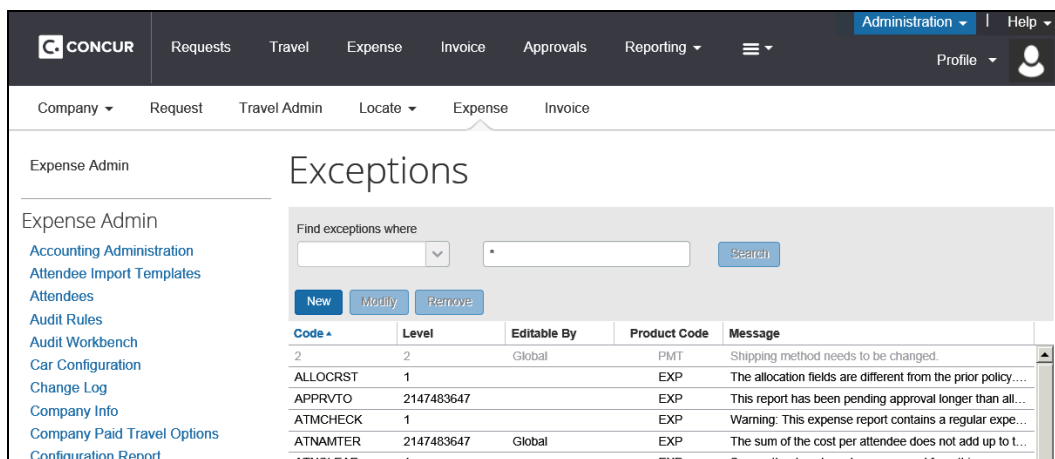 Administration | Help
C. CONCUR Requests Travel Expense Invoice Approvals Reporting
Profile
Company Request Travel Admin Locate Expense Invoice
Expense Admin
Exceptions
Expense Admin
Accounting Administration
Attendee Import Templates
Attendees
Audit Rules
Audit Workbench
Car Configuration
Change Log
Company Info
Company Paid Travel Options
Configuration Report
Find exceptions where
* Search
New Modify Remove
Code Level Editable By Product Code Message
2 2 Global PMT Shipping method needs to be changed.
ALLOCRST 1 EXP The allocation fields are different from the prior policy....
APPRVTO 2147483647 EXP This report has been pending approval longer than all...
ATMCHECK 1 EXP Warning: This expense report contains a regular expe...
ATNAMTER 2147483647 Global EXP The sum of the cost per attendee does not add up to t...